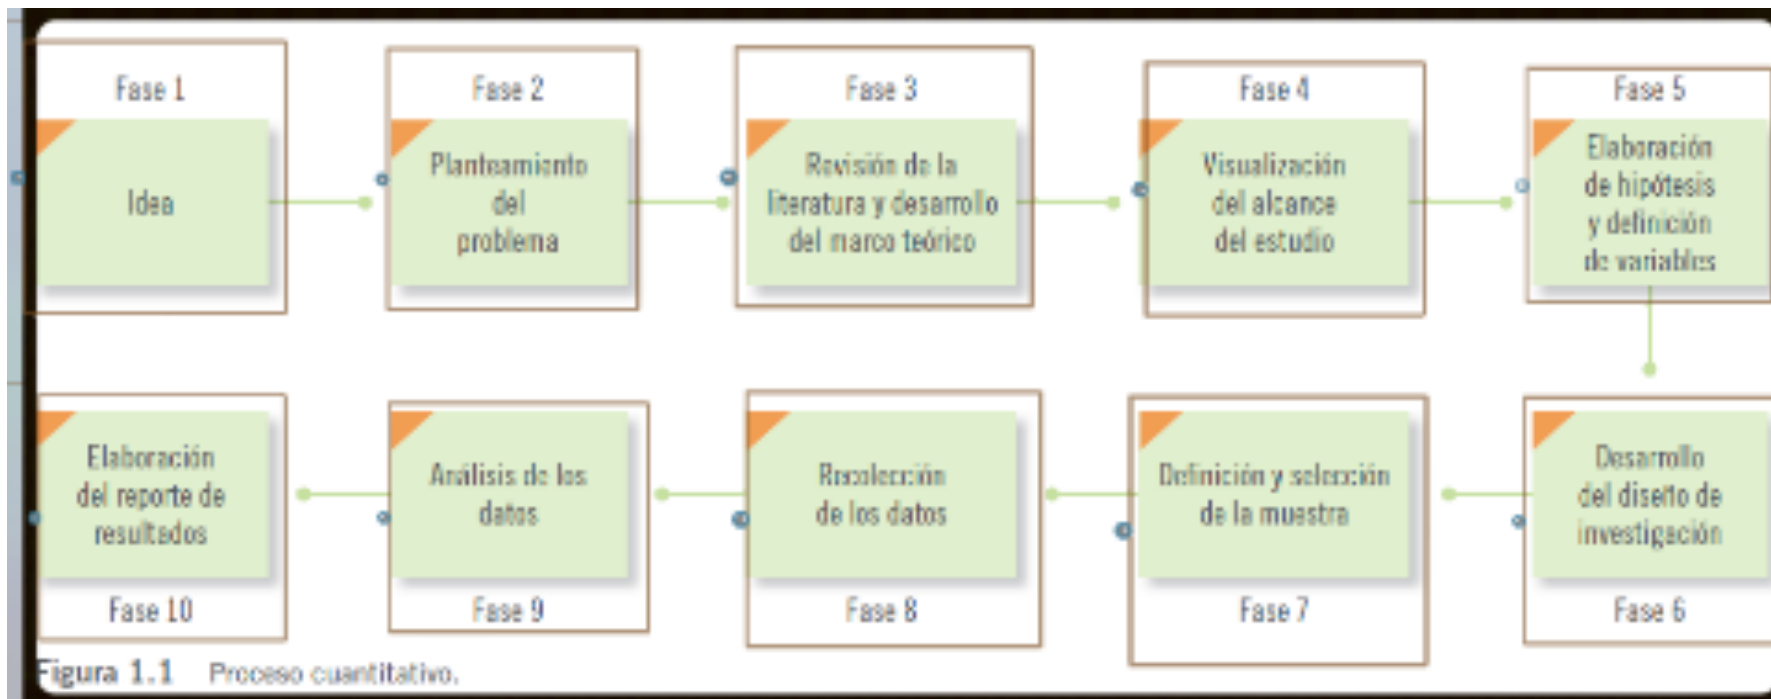 Fase 1
Idea
Fase 2
Planteamiento
del
problema
Fase 3
Revisión de la
literatura y desarrollo
del marco teórico
Fase 4
Visualización
del alcance
del estudio
Fase 5
Elaboración
de hipótesis
y definición
de variables
Desarrollo
del diseño de
investigación
Fase 6
Definición y selección
de la muestra
Fase 7
Recolección
de los datos
Fase 8
Análisis de los
datos
Fase 9
Elaboración
del reporte de
resultados
Fase 10
Figura 1.1 Proceso cuantitativo.